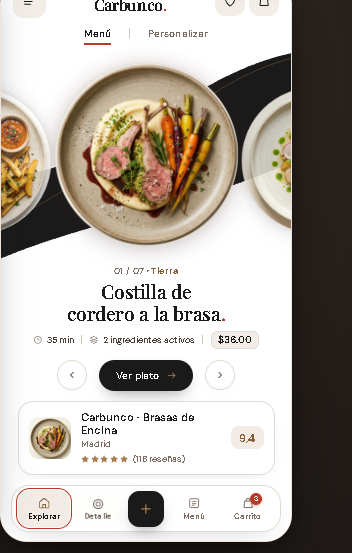 Carbunco.
Menú
Personalizar
01 / 07 · Tierra
Costilla de
cordero a la brasa.
35 min
2 ingredientes activos
$36.00
Ver plato →
Carbunco · Brasas de
Encina
Madrid
★★★★★ (118 reseñas)
9,4
Explorar
Detalle
+
Menú
3
Carrito